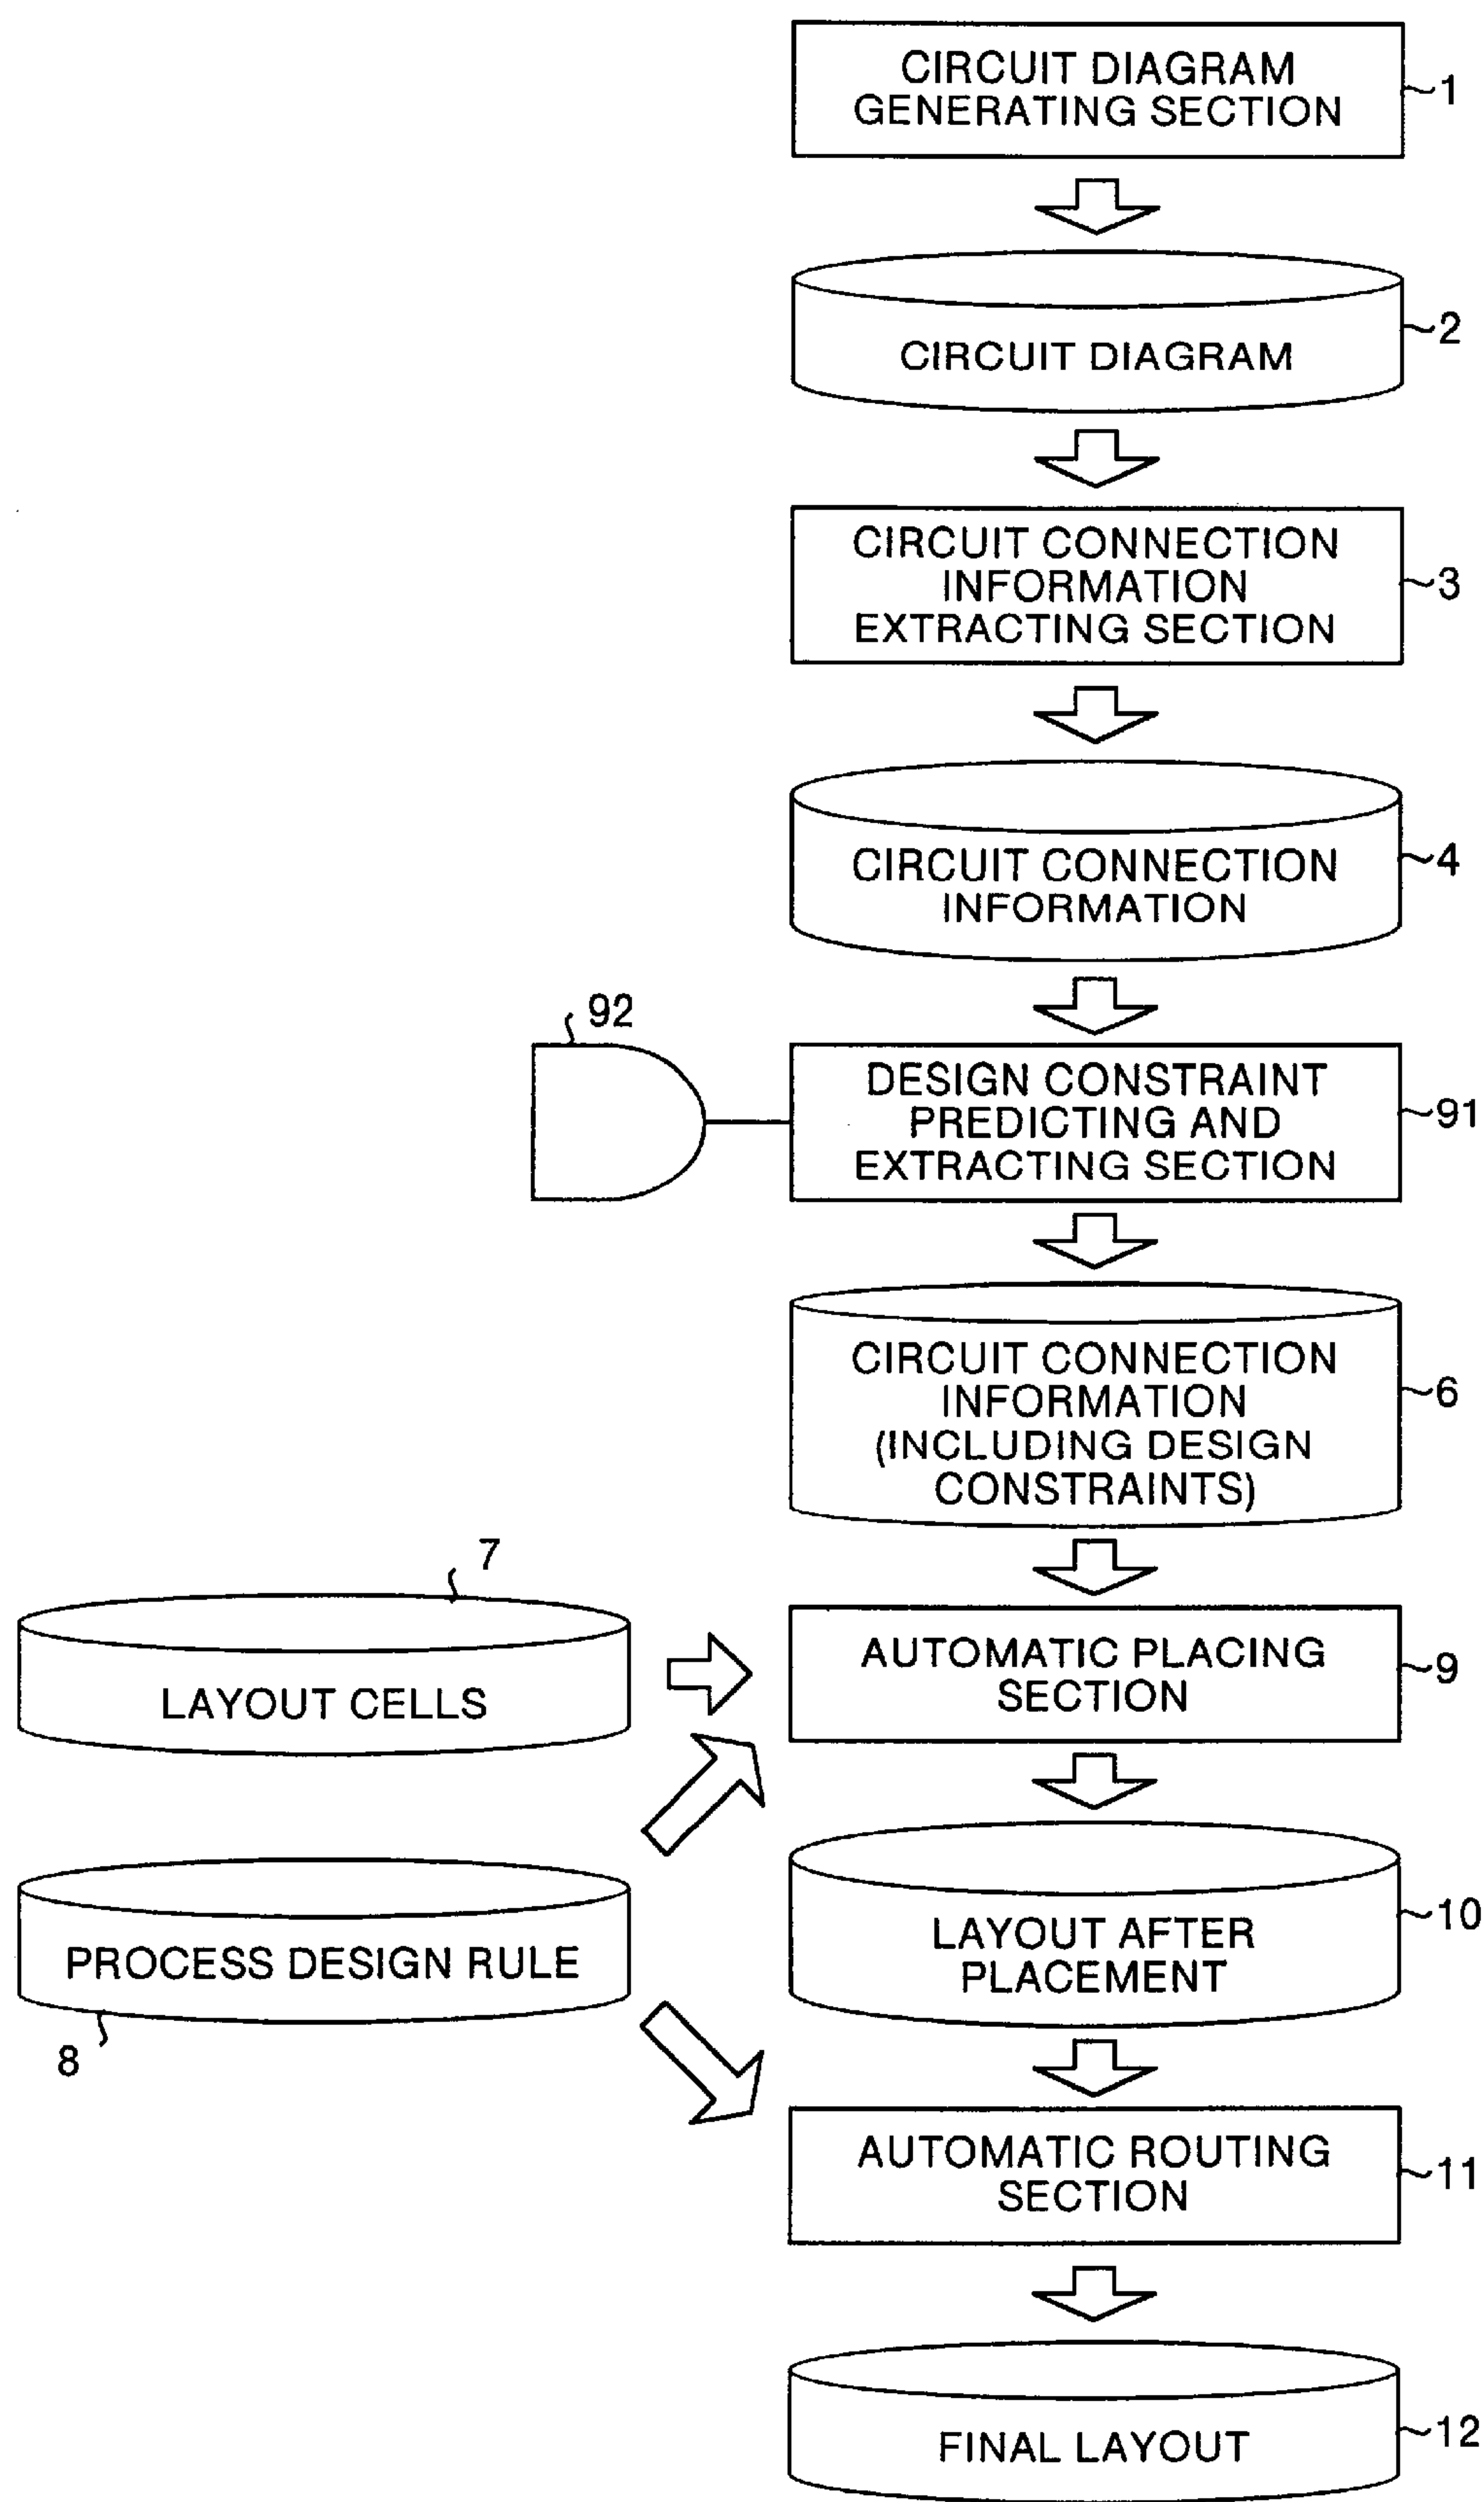 CIRCUIT DIAGRAM
GENERATING SECTION
1
CIRCUIT DIAGRAM
2
CIRCUIT CONNECTION
INFORMATION
EXTRACTING SECTION
3
CIRCUIT CONNECTION
INFORMATION
4
92
DESIGN CONSTRAINT
PREDICTING AND
EXTRACTING SECTION
91
CIRCUIT CONNECTION
INFORMATION
(INCLUDING DESIGN
CONSTRAINTS)
6
7
LAYOUT CELLS
AUTOMATIC PLACING
SECTION
9
PROCESS DESIGN RULE
8
LAYOUT AFTER
PLACEMENT
10
AUTOMATIC ROUTING
SECTION
11
FINAL LAYOUT
12